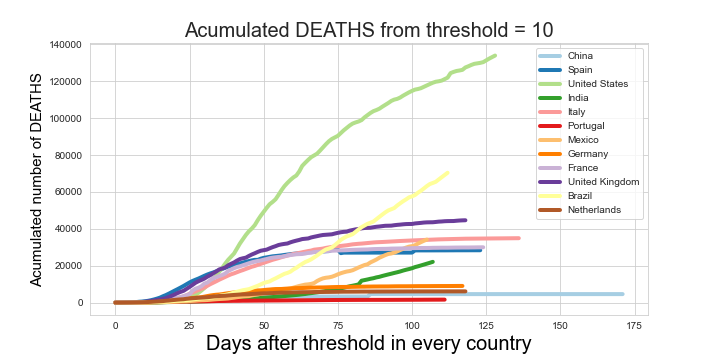 Acumulated DEATHS from threshold = 10
Acumulated number of DEATHS
140000
120000
100000
80000
60000
40000
20000
0
China
Spain
United States
India
Italy
Portugal
Mexico
Germany
France
United Kingdom
Brazil
Netherlands
0 25 50 75 100 125 150 175
Days after threshold in every country